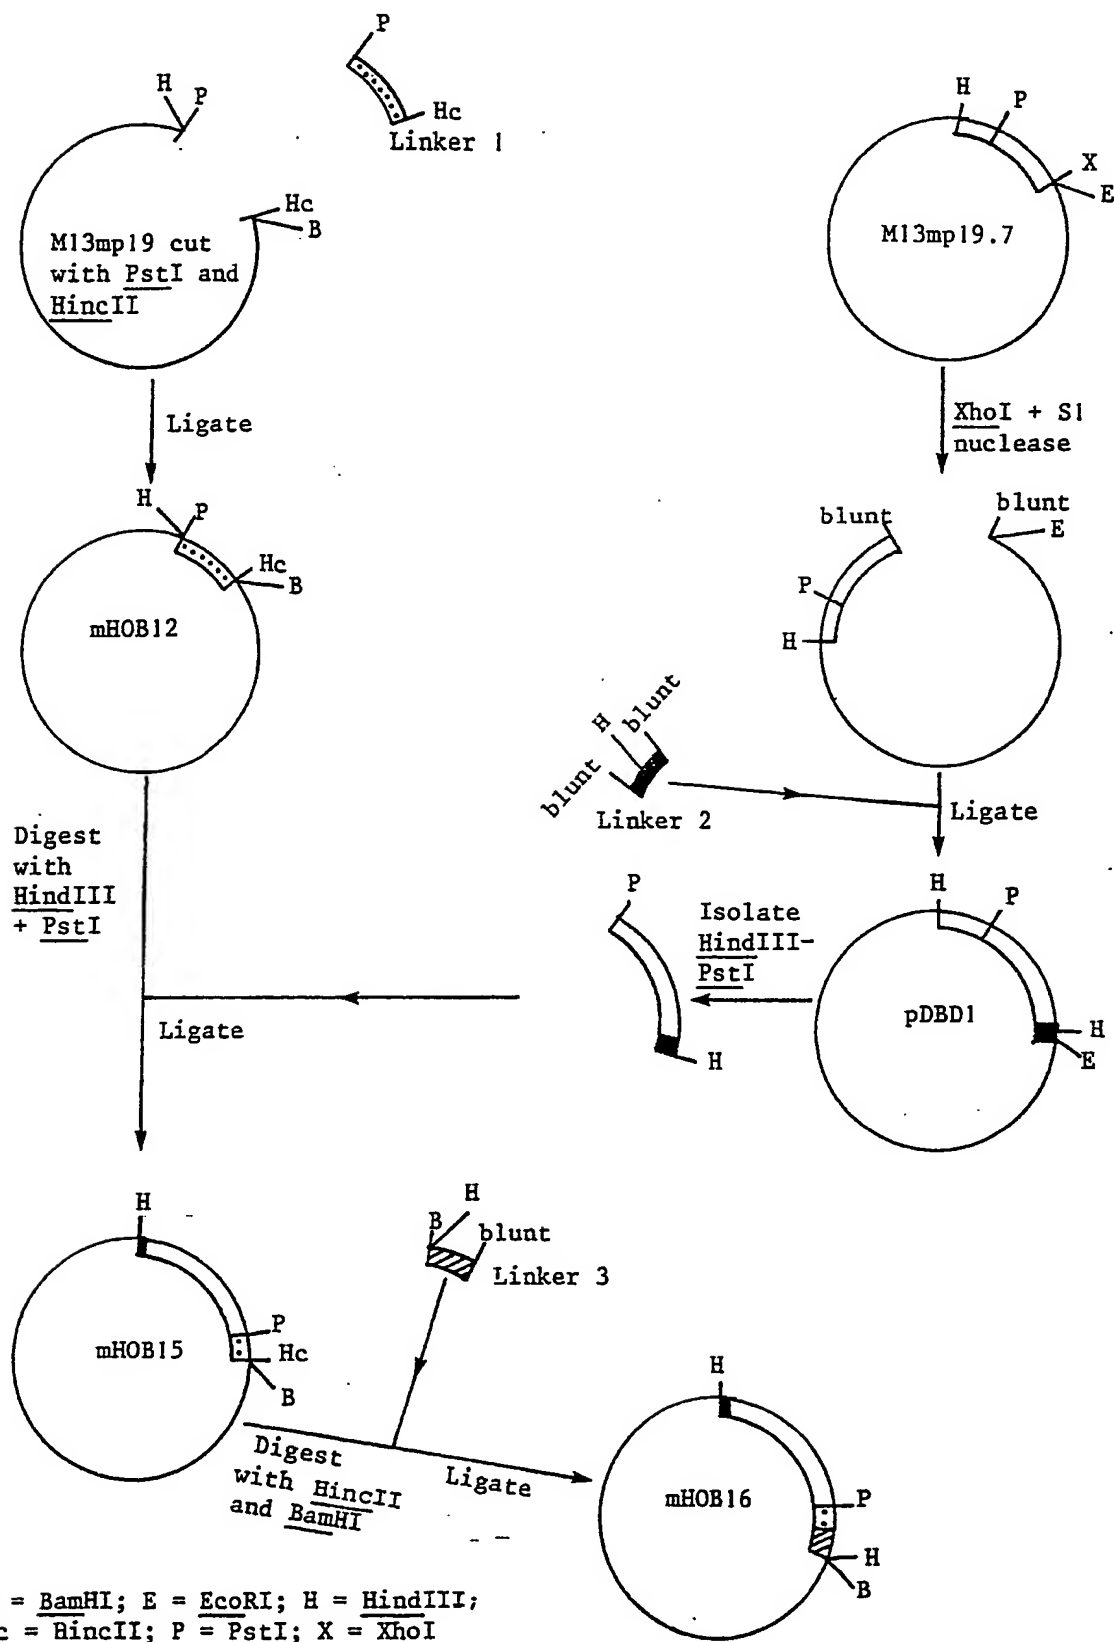 P
H
P
Hc
Linker 1
Hc
B
M13mp19 cut
with PstI and
HincII
H
P
X
E
M13mp19.7
Ligate
XhoI + S1
nuclease
H
P
Hc
B
mHOB12
blunt
blunt
E
P
H
H
blunt
blunt
Linker 2
Ligate
Digest
with
HindIII
+ PstI
P
Isolate
HindIII-
PstI
H
H
P
pDBD1
H
E
Ligate
H
mHOB15
P
Hc
B
B
H
blunt
Linker 3
Digest
with HincII
and BamHI
Ligate
H
mHOB16
P
H
B
= BamHI; E = EcoRI; H = HindIII;
c = HincII; P = PstI; X = XhoI